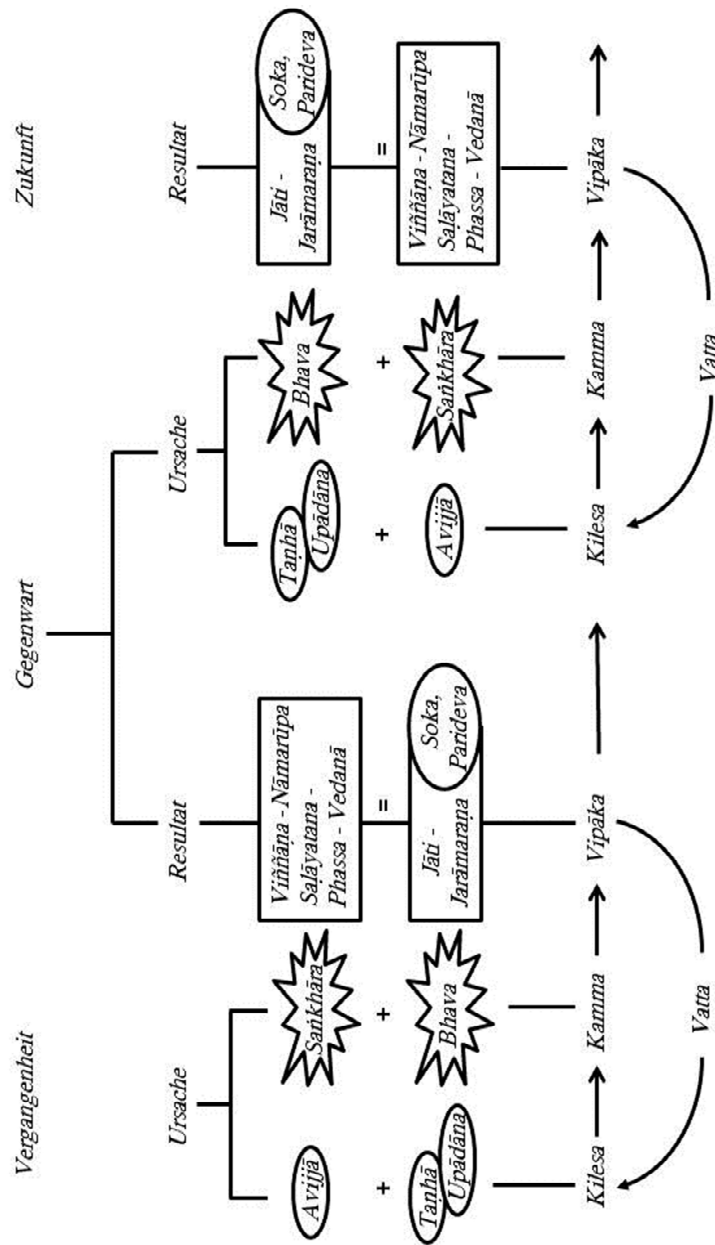 Vergangenheit
Gegenwart
Zukunft
Ursache
Resultat
Ursache
Resultat
Avijjā
Saṅkhāra
Viññāṇa - Nāmarūpa
Saḷāyatana -
Phassa - Vedanā
Taṇhā
Upādāna
Bhava
Jāti -
Jarāmaraṇa
Soka,
Parideva
+
+
=
+
+
=
Taṇhā
Upādāna
Bhava
Jāti -
Jarāmaraṇa
Soka,
Parideva
Avijjā
Saṅkhāra
Viññāṇa - Nāmarūpa
Saḷāyatana -
Phassa - Vedanā
Kilesa
Kamma
Vipāka
Kilesa
Kamma
Vipāka
Vatta
Vatta